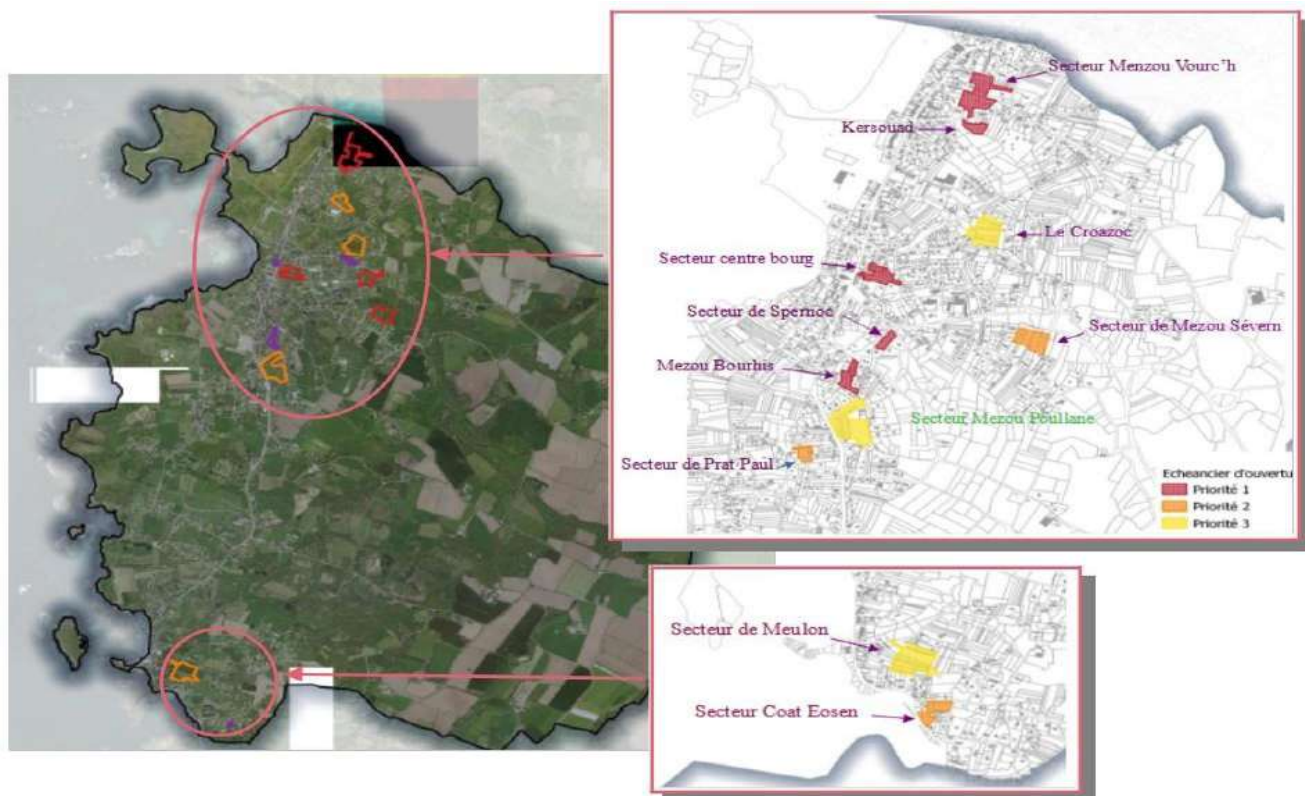 Secteur Menzou Vourc'h
Kersouad
Le Croazoc
Secteur centre bourg
Secteur de Spernoc
Secteur de Mezou Sévern
Mezou Bourhis
Secteur Mezou Poullane
Secteur de Prat Paul
Echeancier d'ouvertu
Priorité 1
Priorité 2
Priorité 3
Secteur de Meulon
Secteur Coat Eosen